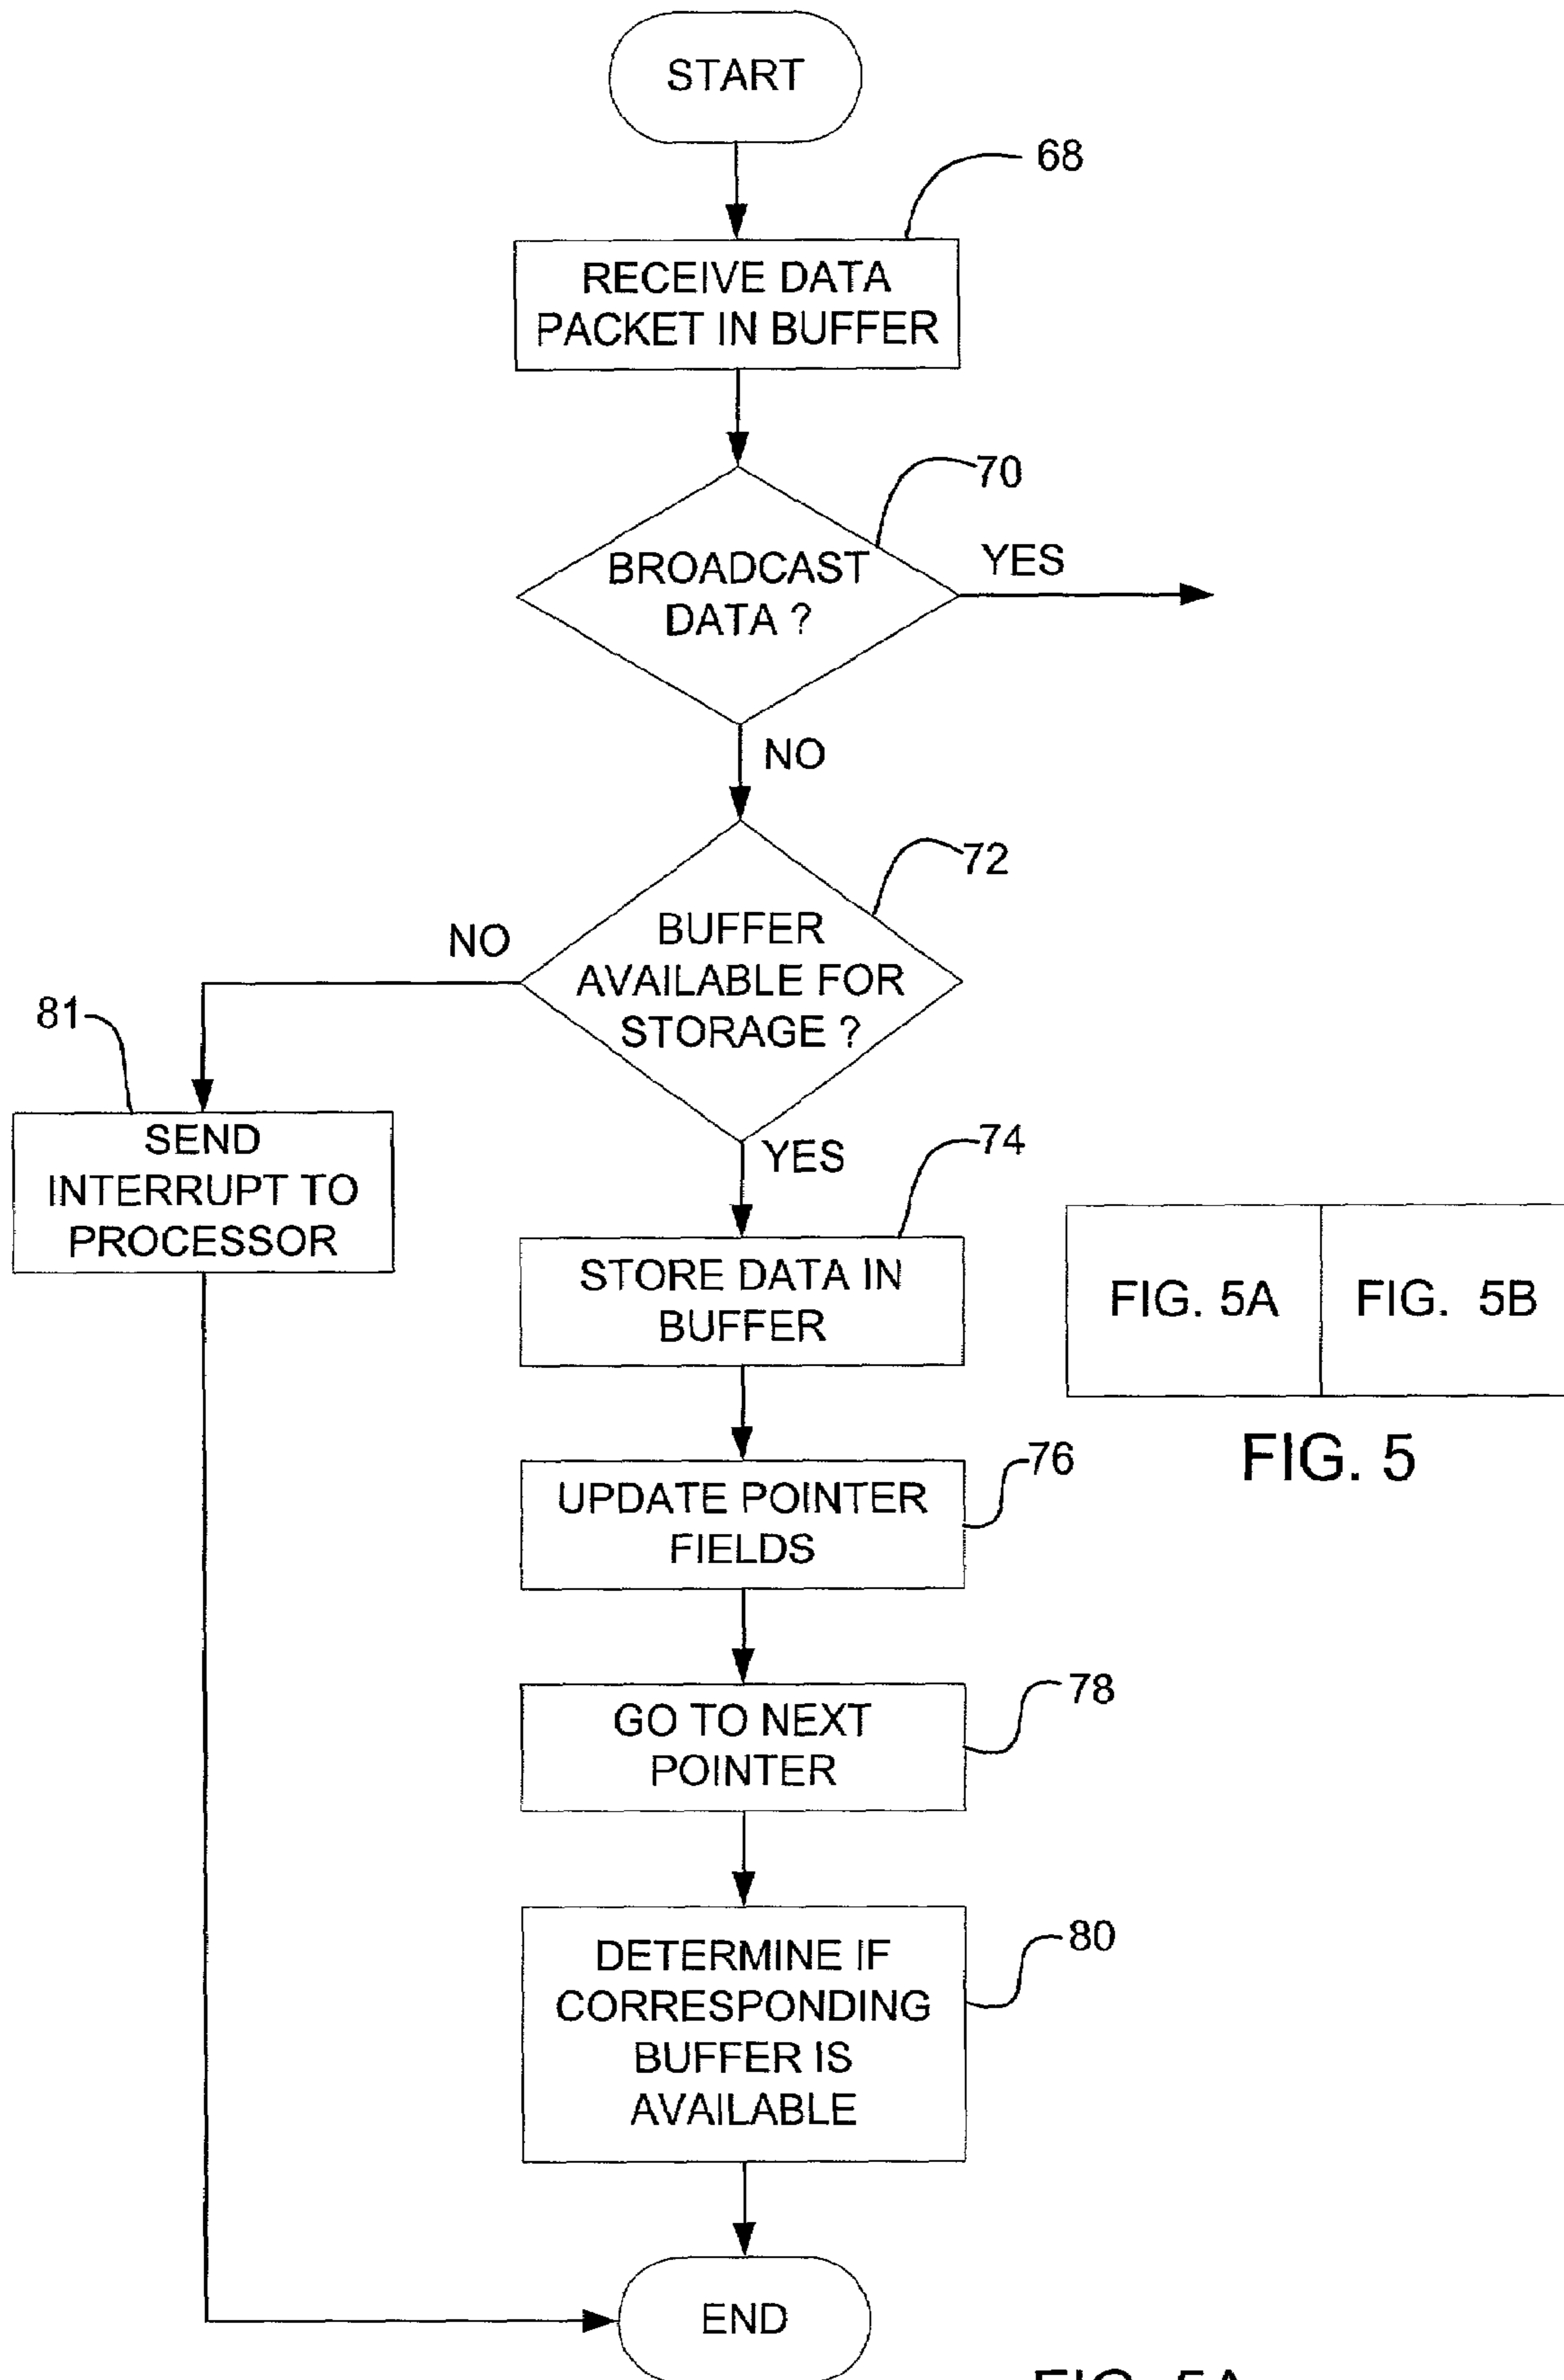 START
68
RECEIVE DATA
PACKET IN BUFFER
70
BROADCAST
DATA ?
YES
NO
72
BUFFER
AVAILABLE FOR
STORAGE ?
NO
81
SEND
INTERRUPT TO
PROCESSOR
YES
74
STORE DATA IN
BUFFER
FIG. 5A
FIG. 5B
FIG. 5
76
UPDATE POINTER
FIELDS
78
GO TO NEXT
POINTER
80
DETERMINE IF
CORRESPONDING
BUFFER IS
AVAILABLE
END
FIG. 5A